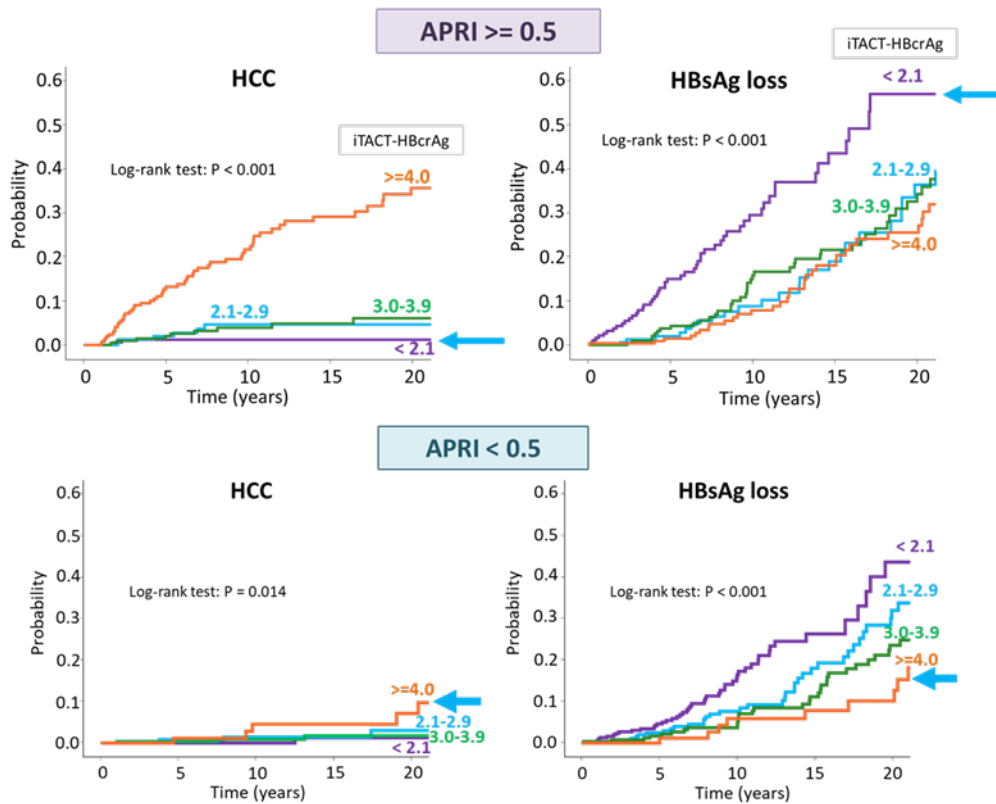 APRI >= 0.5
HCC
iTACT-HBcrAg
Log-rank test: P < 0.001
>=4.0
2.1-2.9
3.0-3.9
< 2.1
Probability
0.6
0.5
0.4
0.3
0.2
0.1
0.0
0 5 10 15 20
Time (years)
iTACT-HBcrAg
HBsAg loss
< 2.1
Log-rank test: P < 0.001
2.1-2.9
3.0-3.9
>=4.0
Probability
0.6
0.5
0.4
0.3
0.2
0.1
0.0
0 5 10 15 20
Time (years)
APRI < 0.5
HCC
Log-rank test: P = 0.014
>=4.0
2.1-2.9
3.0-3.9
< 2.1
Probability
0.6
0.5
0.4
0.3
0.2
0.1
0.0
0 5 10 15 20
Time (years)
HBsAg loss
< 2.1
Log-rank test: P < 0.001
2.1-2.9
3.0-3.9
>=4.0
Probability
0.6
0.5
0.4
0.3
0.2
0.1
0.0
0 5 10 15 20
Time (years)